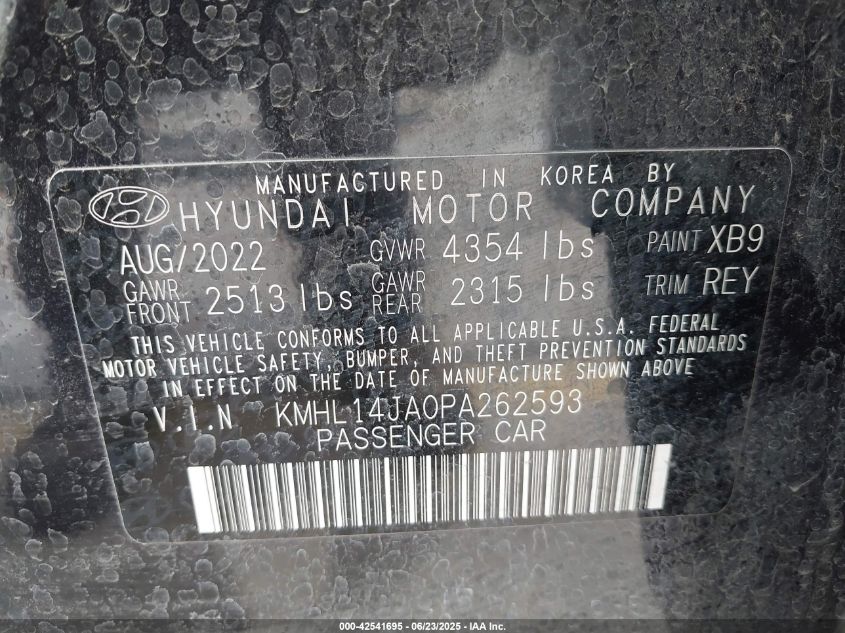 MANUFACTURED IN KOREA BY
HYUNDAI MOTOR COMPANY
AUG/2022 GVWR 4354 lbs PAINT XB9
GAWR FRONT 2513 lbs GAWR REAR 2315 lbs TRIM REY
THIS VEHICLE CONFORMS TO ALL APPLICABLE U.S.A. FEDERAL
MOTOR VEHICLE SAFETY, BUMPER, AND THEFT PREVENTION STANDARDS
IN EFFECT ON THE DATE OF MANUFACTURE SHOWN ABOVE
V.I.N KMHL14JA0PA262593
PASSENGER CAR
000-42541695 - 06/23/2025 - IAA Inc.